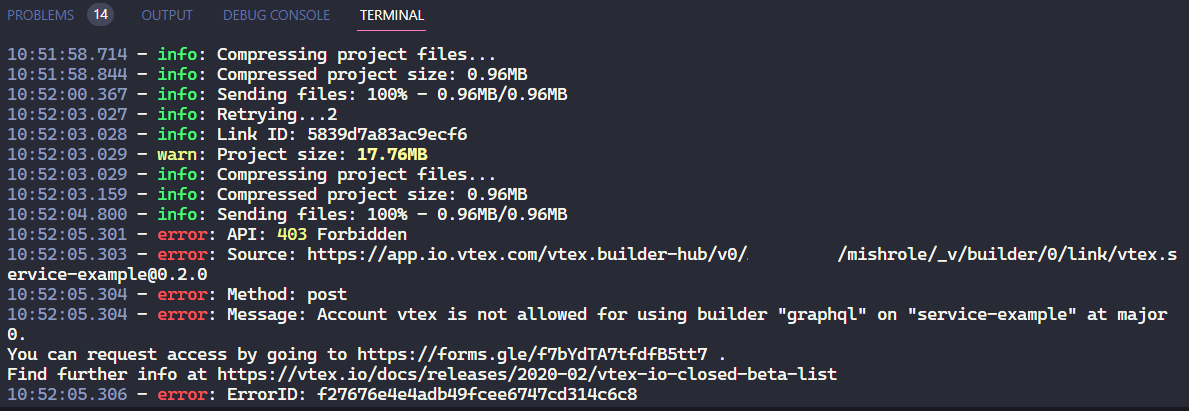 PROBLEMS 14 OUTPUT DEBUG CONSOLE TERMINAL
10:51:58.714 - info: Compressing project files...
10:51:58.844 - info: Compressed project size: 0.96MB
10:52:00.367 - info: Sending files: 100% - 0.96MB/0.96MB
10:52:03.027 - info: Retrying...2
10:52:03.028 - info: Link ID: 5839d7a83ac9ecf6
10:52:03.029 - warn: Project size: 17.76MB
10:52:03.029 - info: Compressing project files...
10:52:03.159 - info: Compressed project size: 0.96MB
10:52:04.800 - info: Sending files: 100% - 0.96MB/0.96MB
10:52:05.301 - error: API: 403 Forbidden
10:52:05.303 - error: Source: https://app.io.vtex.com/vtex.builder-hub/v0/ /mishrole/_v/builder/0/link/vtex.s
ervice-example@0.2.0
10:52:05.304 - error: Method: post
10:52:05.304 - error: Message: Account vtex is not allowed for using builder "graphql" on "service-example" at major
0.
You can request access by going to https://forms.gle/f7bYdTA7tfdfB5tt7 .
Find further info at https://vtex.io/docs/releases/2020-02/vtex-io-closed-beta-list
10:52:05.306 - error: ErrorID: f27676e4e4adb49fcee6747cd314c6c8